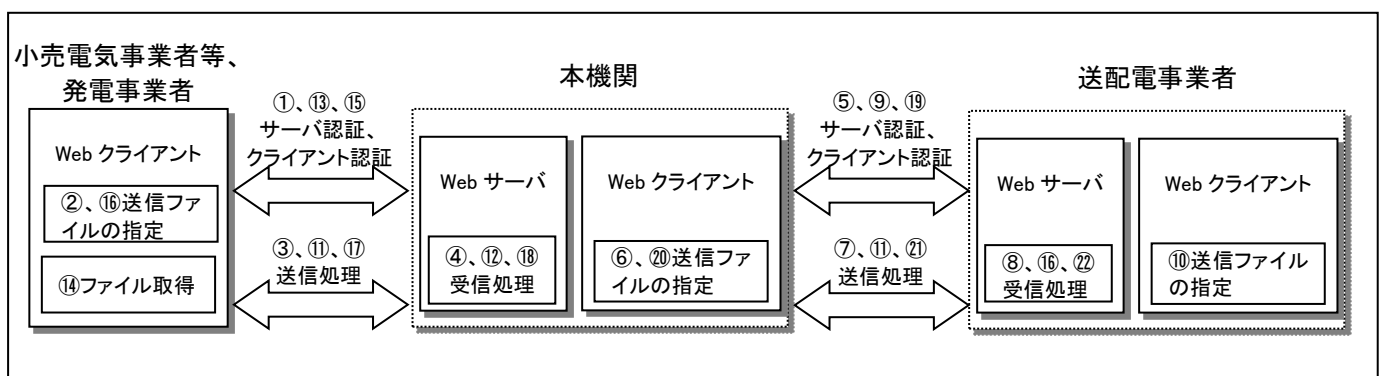 小売電気事業者等、
発電事業者
Web クライアント
②、⑯送信ファ
イルの指定
⑭ファイル取得
①、⑬、⑮
サーバ認証、
クライアント認証
③、⑪、⑰
送信処理
本機関
Web サーバ
④、⑫、⑱
受信処理
Web クライアント
⑥、⑳送信ファ
イルの指定
⑤、⑨、⑲
サーバ認証、
クライアント認証
⑦、⑪、㉑
送信処理
送配電事業者
Web サーバ
⑧、⑯、㉒
受信処理
Web クライアント
⑩送信ファイル
の指定